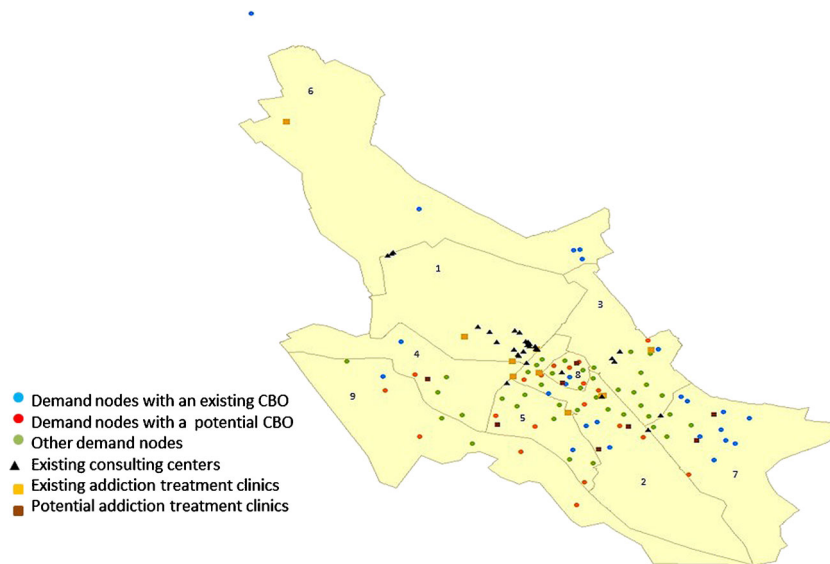 6
1
3
4
8
9
5
7
2
Demand nodes with an existing CBO
Demand nodes with a potential CBO
Other demand nodes
Existing consulting centers
Existing addiction treatment clinics
Potential addiction treatment clinics